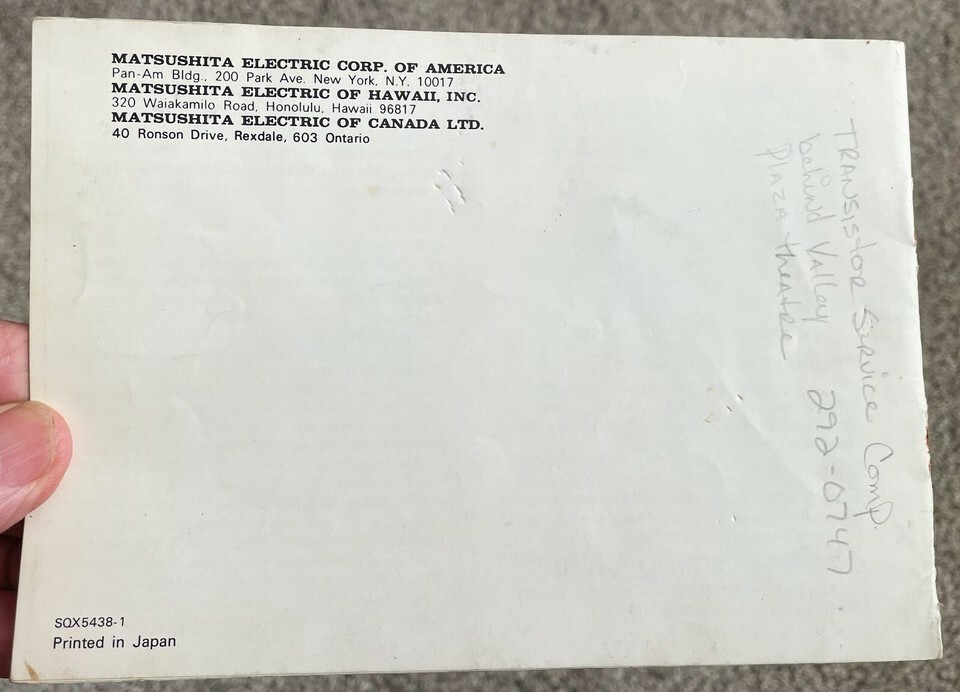 MATSUSHITA ELECTRIC CORP. OF AMERICA
Pan-Am Bldg., 200 Park Ave. New York, N.Y. 10017
MATSUSHITA ELECTRIC OF HAWAII, INC.
320 Waiakamilo Road, Honolulu, Hawaii 96817
MATSUSHITA ELECTRIC OF CANADA LTD.
40 Ronson Drive, Rexdale, 603 Ontario
TRANSISTOR SERVICE COMP.
behind Valley 292-0747
PLAZA theatre
SQX5438-1
Printed in Japan